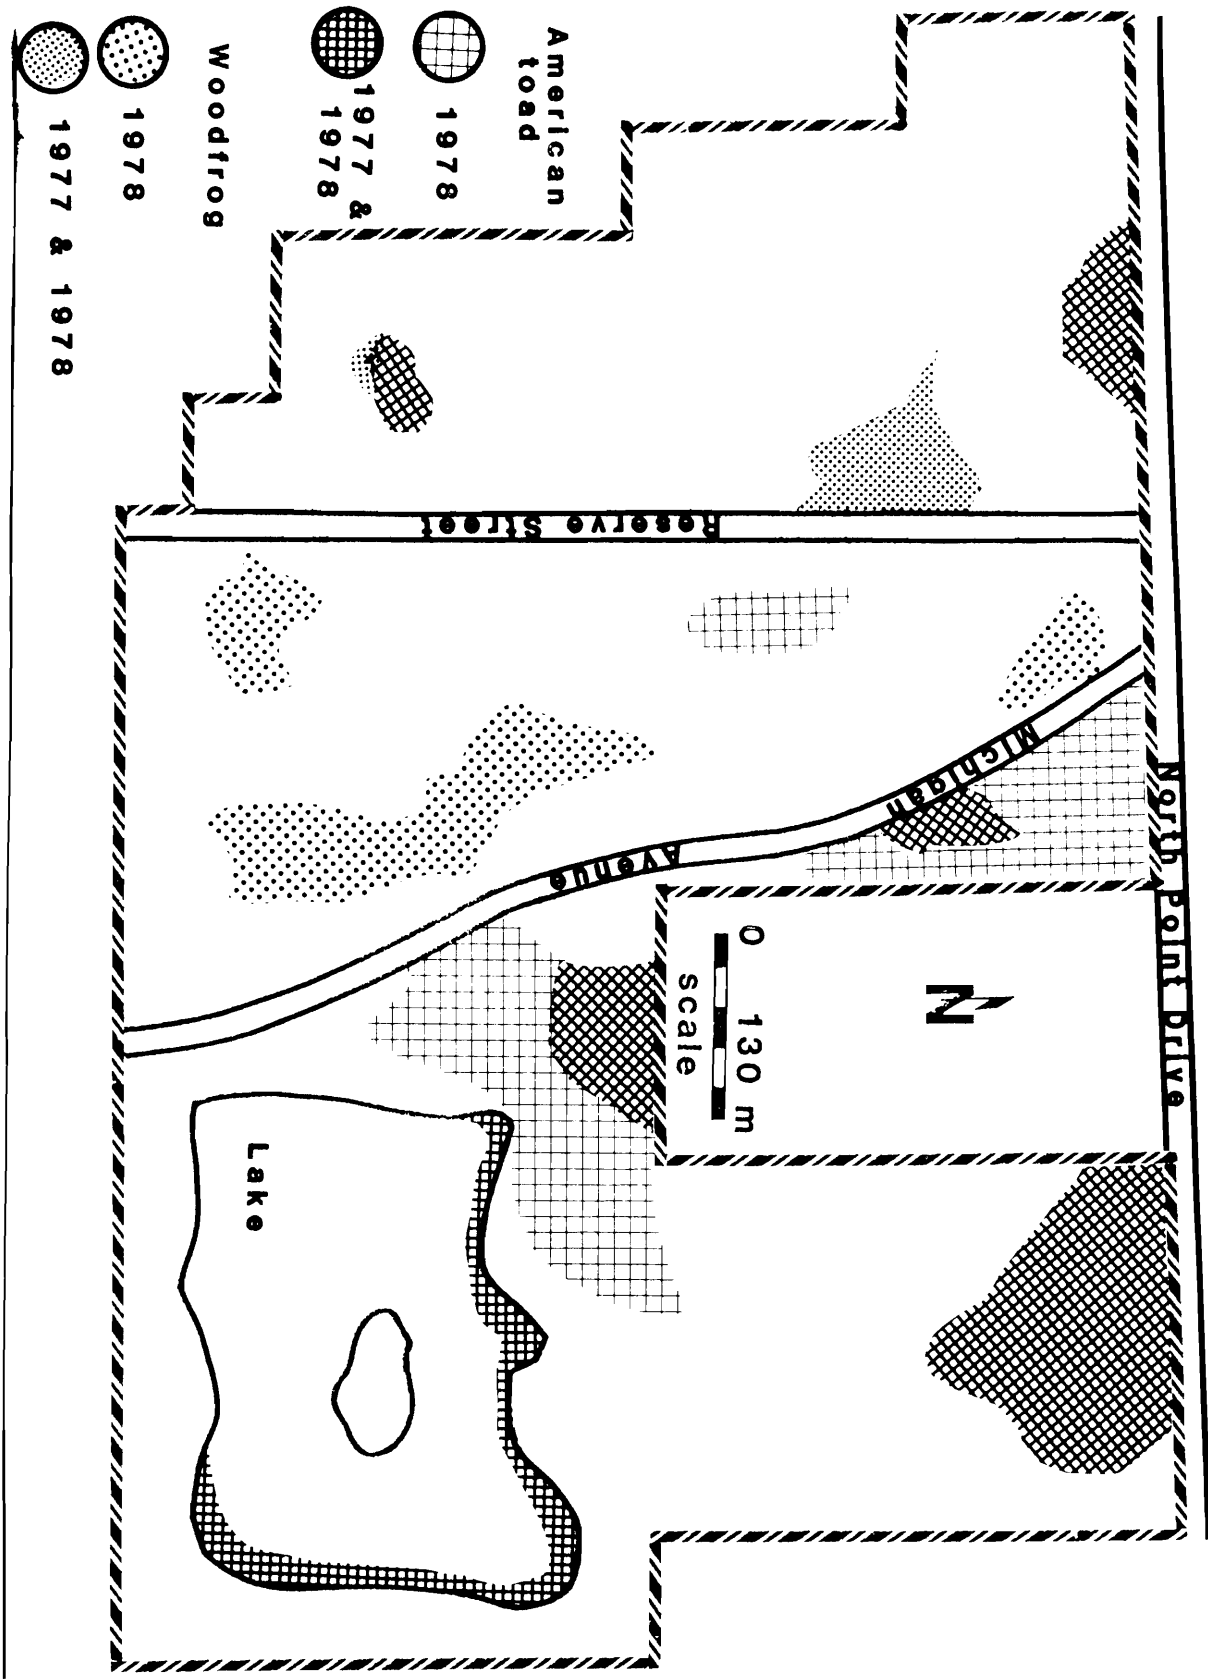 North Point Drive
Michigan
Avenue
Reserve Street
N
0 130 m
scale
Lake
American
toad
1978
1977 &
1978
Woodfrog
1978
1977 & 1978